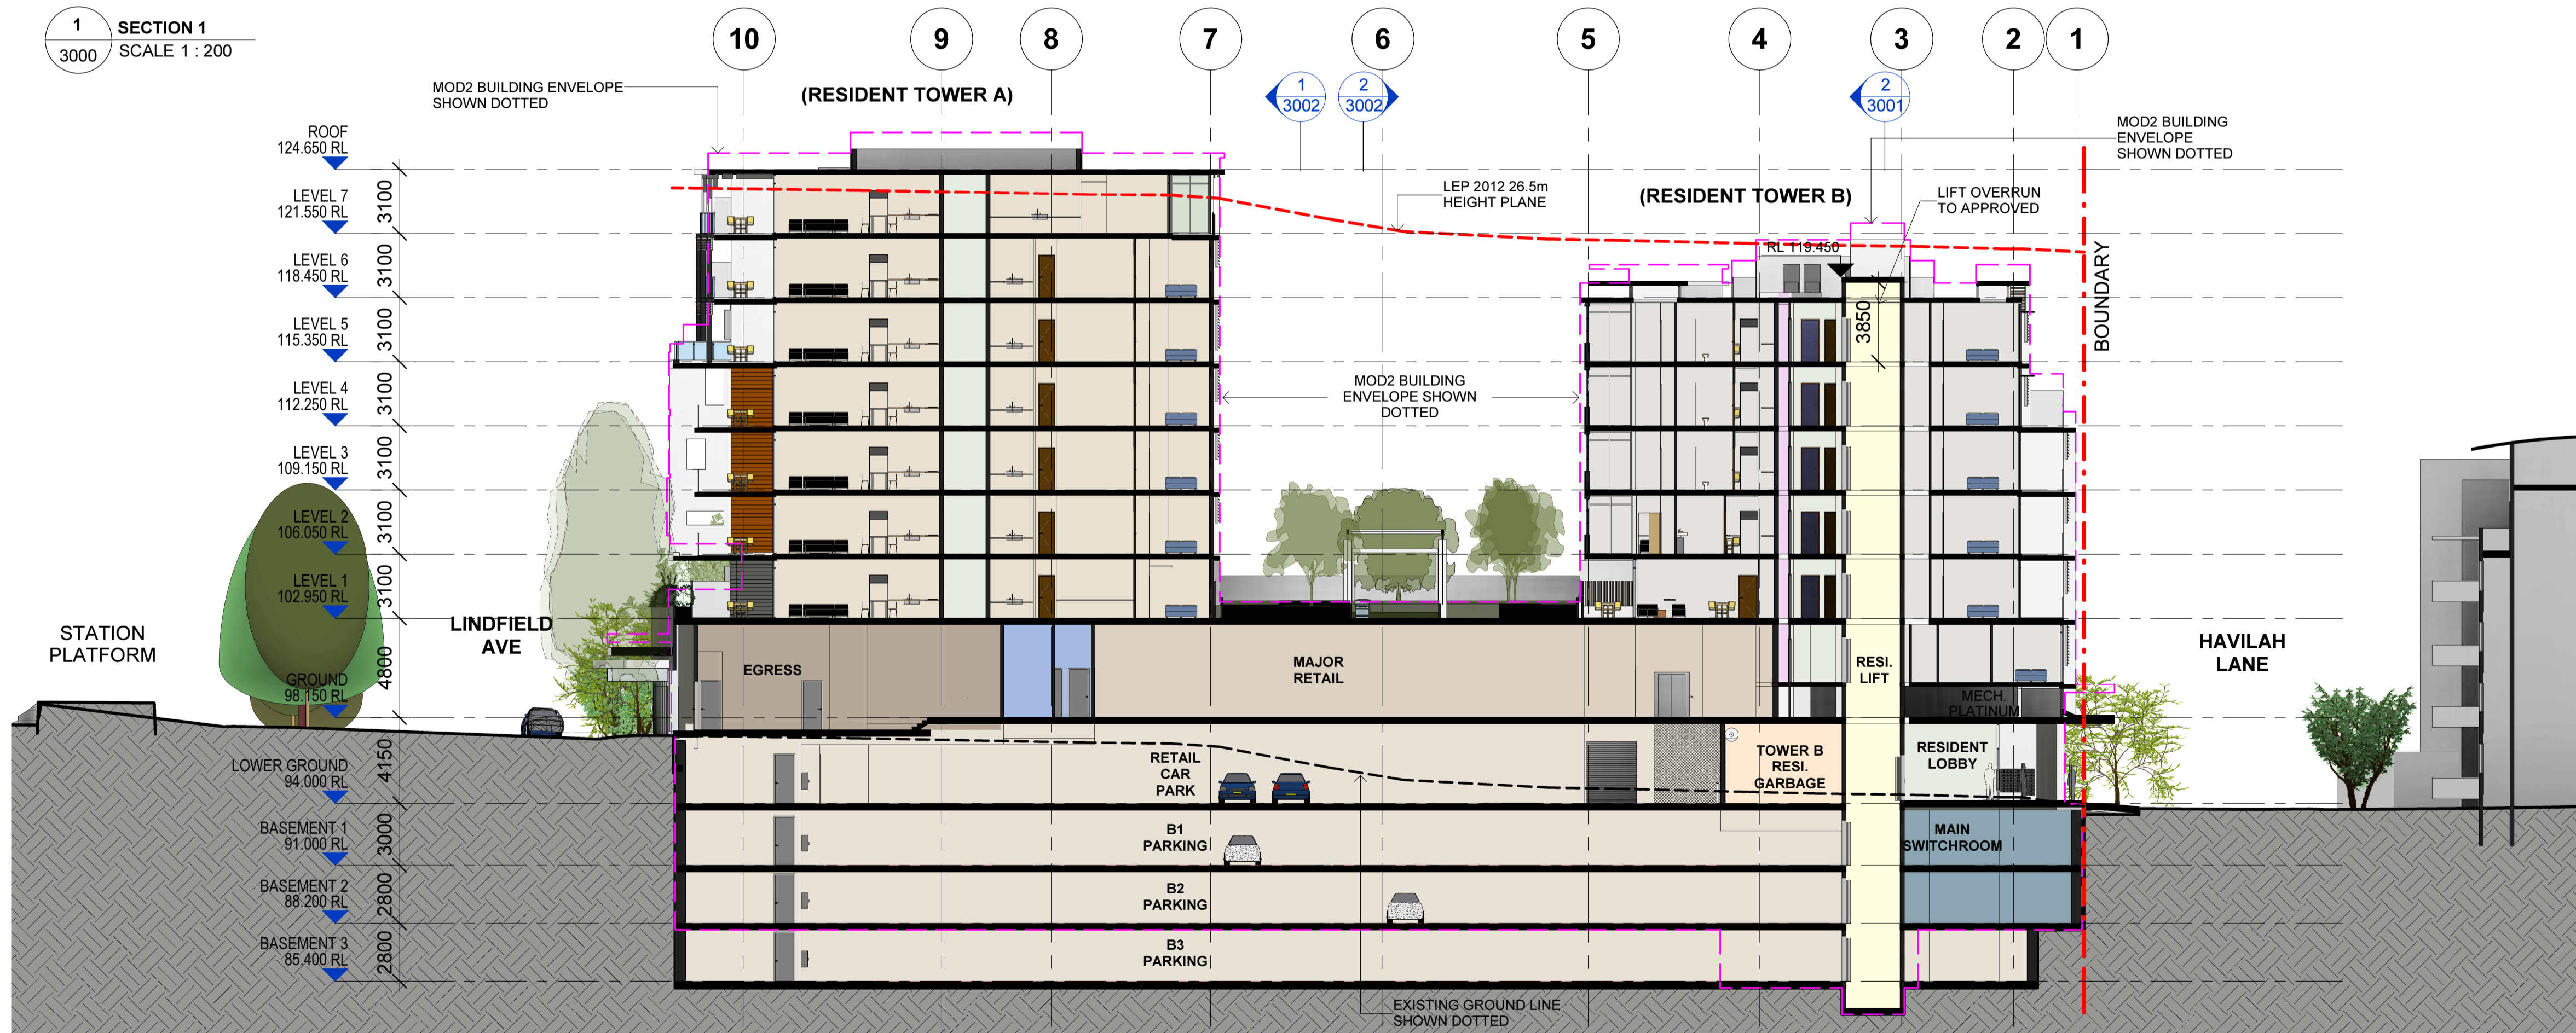 1
3000
SECTION 1
SCALE 1 : 200
10
9
8
7
6
5
4
3
2
1
MOD2 BUILDING ENVELOPE
SHOWN DOTTED
(RESIDENT TOWER A)
1
3002
2
3002
2
3001
MOD2 BUILDING
ENVELOPE
SHOWN DOTTED
ROOF
124.650 RL
LEVEL 7
121.550 RL
LEVEL 6
118.450 RL
LEVEL 5
115.350 RL
LEVEL 4
112.250 RL
LEVEL 3
109.150 RL
LEVEL 2
106.050 RL
LEVEL 1
102.950 RL
GROUND
98.150 RL
LOWER GROUND
94.000 RL
BASEMENT 1
91.000 RL
BASEMENT 2
88.200 RL
BASEMENT 3
85.400 RL
3100
3100
3100
3100
3100
3100
3100
4800
4150
3000
2800
2800
LEP 2012 26.5m
HEIGHT PLANE
(RESIDENT TOWER B)
LIFT OVERRUN
TO APPROVED
RL 119.450
3850
BOUNDARY
MOD2 BUILDING
ENVELOPE SHOWN
DOTTED
STATION
PLATFORM
LINDFIELD
AVE
HAVILAH
LANE
EGRESS
MAJOR
RETAIL
RESI.
LIFT
MECH.
PLATINUM
RETAIL
CAR
PARK
TOWER B
RESI.
GARBAGE
RESIDENT
LOBBY
B1
PARKING
MAIN
SWITCHROOM
B2
PARKING
B3
PARKING
EXISTING GROUND LINE
SHOWN DOTTED